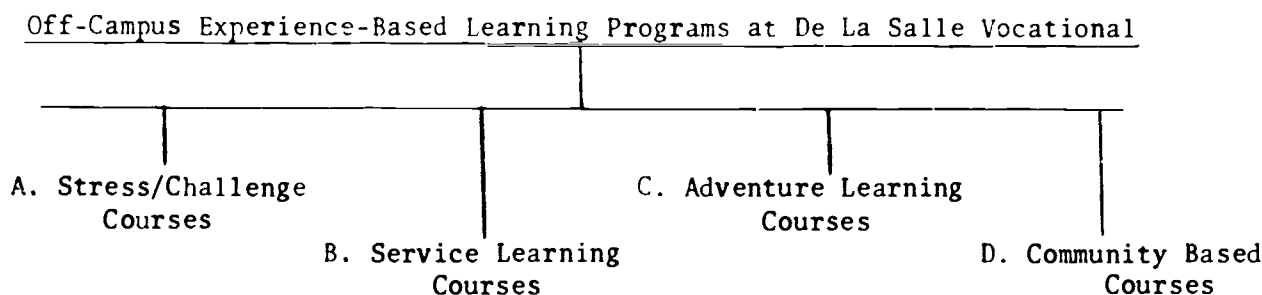 Off-Campus Experience-Based Learning Programs at De La Salle Vocational
A. Stress/Challenge
Courses
B. Service Learning
Courses
C. Adventure Learning
Courses
D. Community Based
Courses